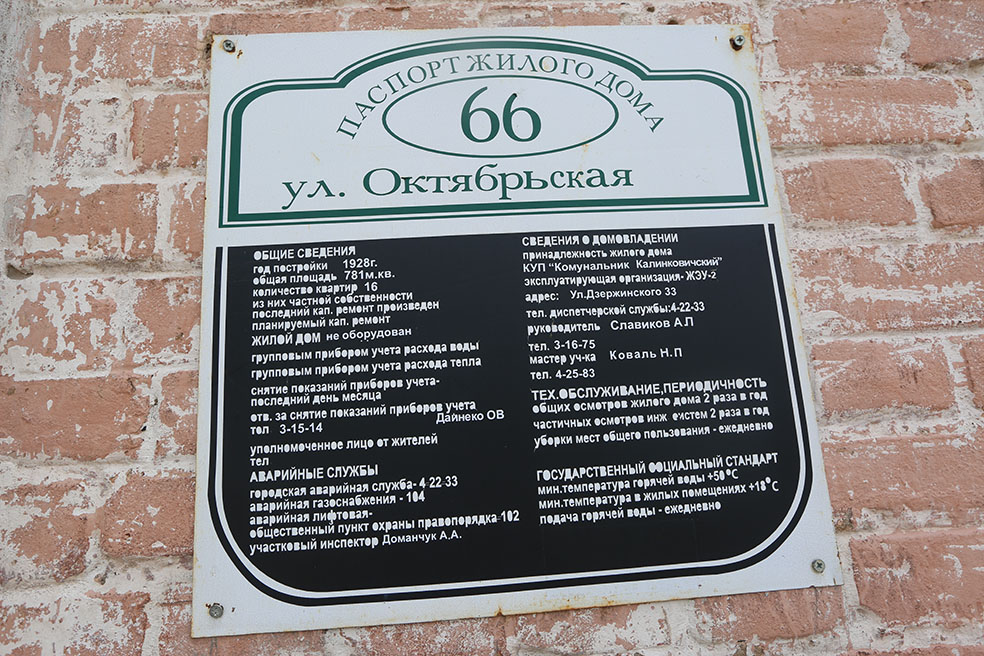 ПАСПОРТ ЖИЛОГО ДОМА
66
ул. Октябрьская
ОБЩИЕ СВЕДЕНИЯ
год постройки 1928г.
общая площадь 781м.кв.
количество квартир 16
из них частной собственности
последний кап. ремонт произведен
планируемый кап. ремонт
ЖИЛОЙ ДОМ не оборудован
групповым прибором учета расхода воды
групповым прибором учета расхода тепла
снятие показаний приборов учета-
последний день месяца
отв. за снятие показаний приборов учета
Дайнеко ОВ
тол 3-15-14
уполномоченное лицо от жителей
тел
АВАРИЙНЫЕ СЛУЖБЫ
городская аварийная служба- 4 22 33
аварийная газоснабжения - 104
аварийная лифтовая-
общественный пункт охраны правопорядка-102
участковый инспектор Доманчук А.А.
СВЕДЕНИЯ О ДОМОВЛАДЕНИИ
принадлежность жилого дома
КУП "Комунальник Калинковичский"
эксплуатирующая организация- ЖЭУ-2
адрес: Ул.Дзержинского 33
тел. диспетчерской службы:4-22-33
руководитель Славиков А.Л
тел. 3-16-75
мастер уч-ка Коваль Н.П
тел. 4-25-83
ТЕХ.ОБСЛУЖИВАНИЕ,ПЕРИОДИЧНОСТЬ
общих осмотров жилого дома 2 раза в год
частичных осмотров инж систем 2 раза в год
уборки мест общего пользования - ежедневно
ГОСУДАРСТВЕННЫЙ СОЦИАЛЬНЫЙ СТАНДАРТ
мин.температура горячей воды +50°С
мин.температура в жилых помещениях +18°С
подача горячей воды - ежедневно